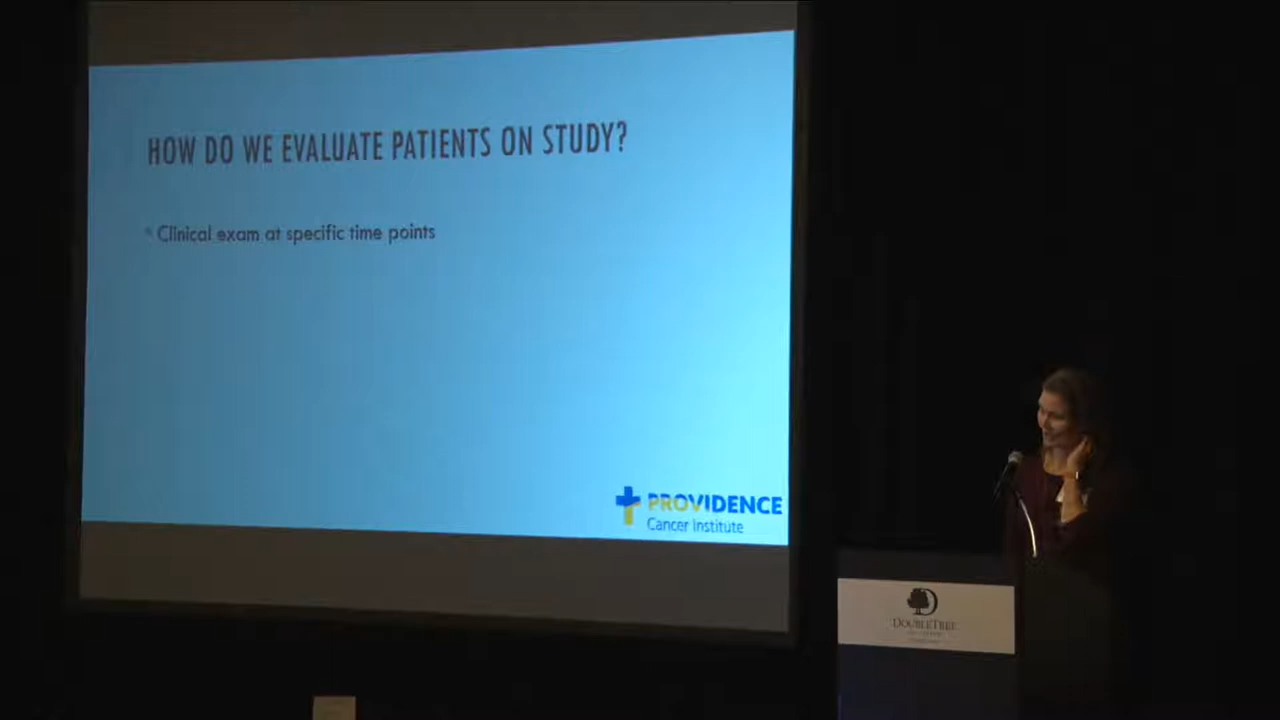 HOW DO WE EVALUATE PATIENTS ON STUDY?
Clinical exam at specific time points
PROVIDENCE
Cancer Institute
DOUBLETREE